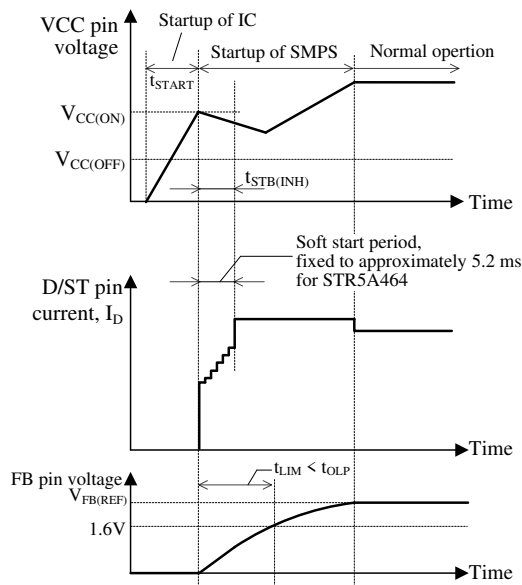 Startup of IC
VCC pin
voltage
Startup of SMPS
Normal opertion
tSTART
VCC(ON)
VCC(OFF)
tSTB(INH)
Time
Soft start period,
fixed to approximately 5.2 ms
for STR5A464
D/ST pin
current, ID
Time
FB pin voltage
tLIM < tOLP
VFB(REF)
1.6V
Time